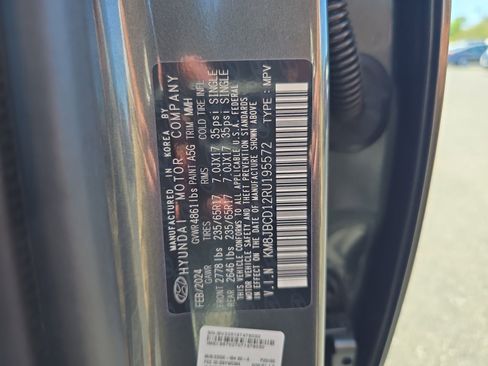 MANUFACTURED IN KOREA BY
HYUNDAI MOTOR COMPANY
FEB/2024 GVWR 4861lbs PAINT A5G TRIM MMH
GAWR TIRES RIMS COLD TIRE INFL
FRONT 2778 lbs 235/65R17 7.0JX17 35psi SINGLE
REAR 2646 lbs 235/65R17 7.0JX17 35psi SINGLE
THIS VEHICLE CONFORMS TO ALL APPLICABLE U.S.A. FEDERAL
MOTOR VEHICLE SAFETY, BUMPER, AND THEFT PREVENTION STANDARDS
IN EFFECT ON THE DATE OF MANUFACTURE SHOWN ABOVE.
V.I.N KM8JBCD12RU195572 TYPE: MPV